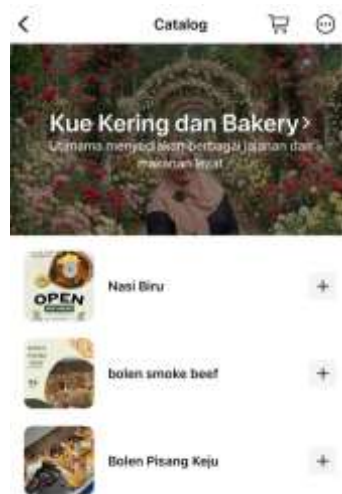 Catalog
Kue Kering dan Bakery
Utimama menyediakan berbagai jajanan dan
makanan lezat
Nasi Biru
OPEN
bolen smoke beef
Bolen Pisang Keju